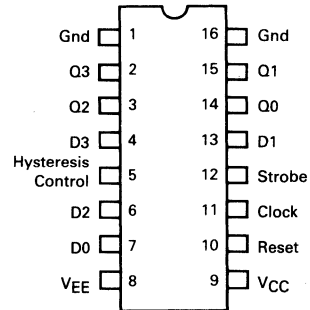 Gnd 1 16 Gnd
Q3 2 15 Q1
Q2 3 14 Q0
D3 4 13 D1
Hysteresis
Control 5 12 Strobe
D2 6 11 Clock
D0 7 10 Reset
VEE 8 9 VCC